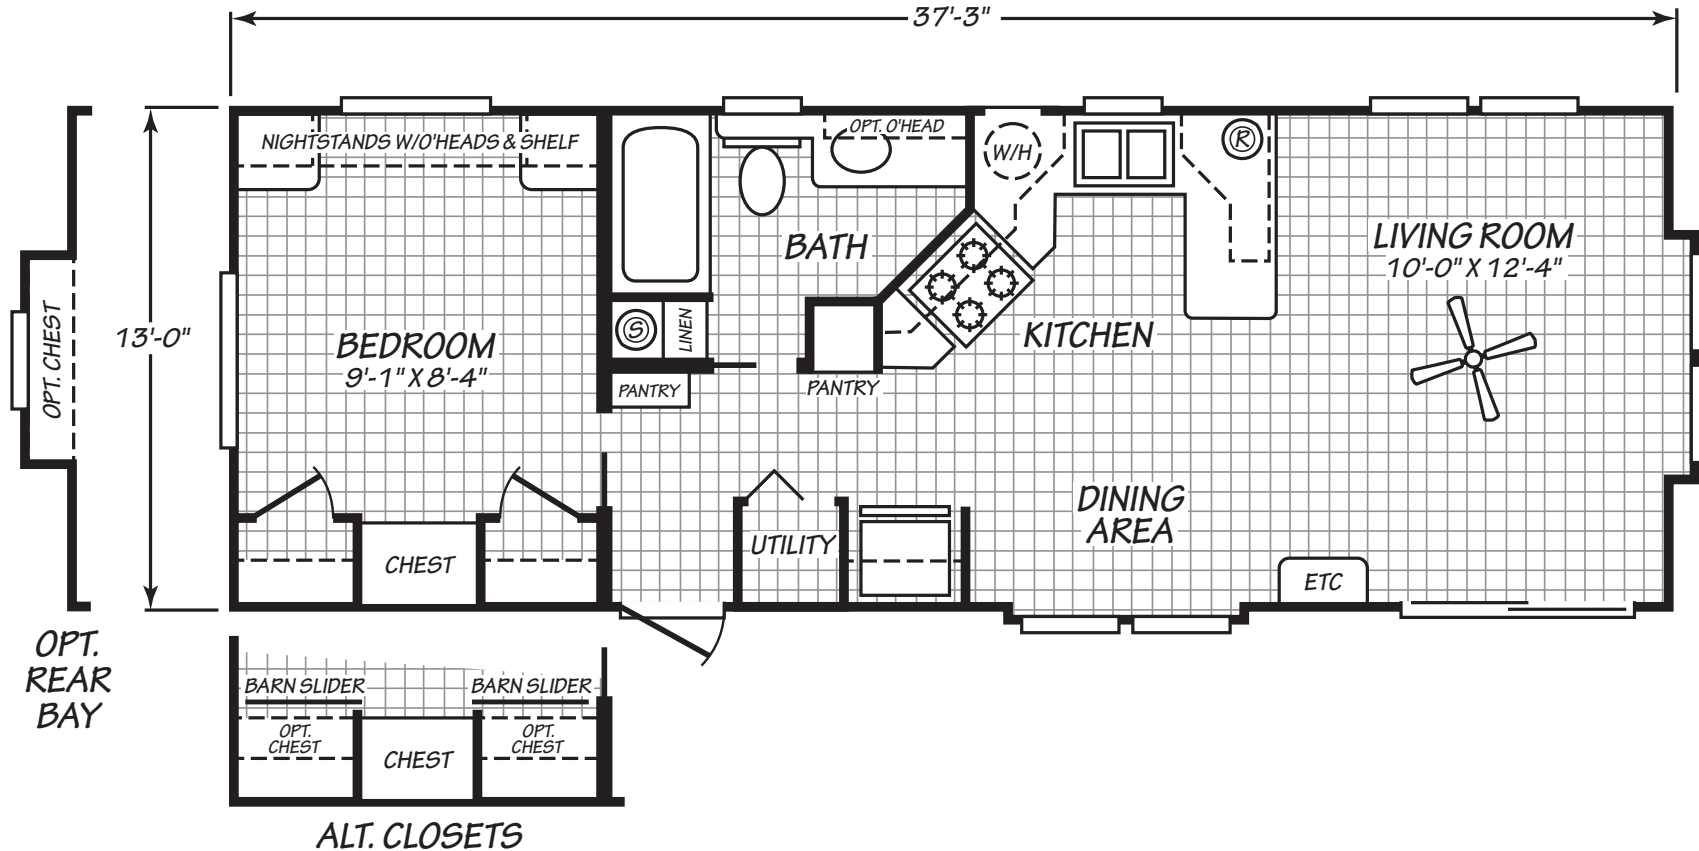 37'-3"
NIGHTSTANDS W/O'HEADS & SHELF
OPT. O'HEAD
W/H
R
LIVING ROOM
10'-0" X 12'-4"
BATH
13'-0"
OPT. CHEST
BEDROOM
9'-1" X 8'-4"
S
LINEN
KITCHEN
PANTRY
PANTRY
DINING
AREA
UTILITY
CHEST
ETC
OPT.
REAR
BAY
BARN SLIDER
BARN SLIDER
OPT.
CHEST
CHEST
OPT.
CHEST
ALT. CLOSETS